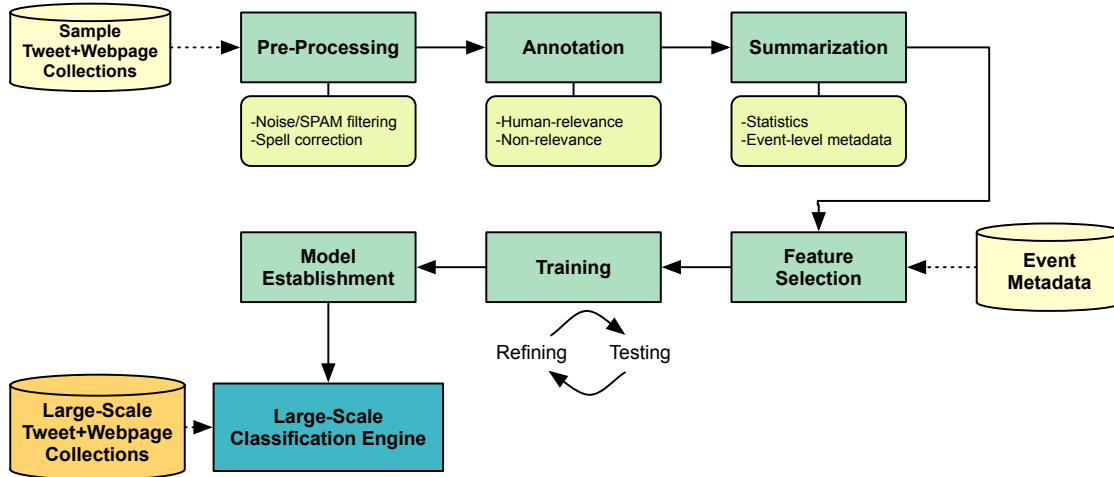 Sample
Tweet+Webpage
Collections
Pre-Processing
Annotation
Summarization
-Noise/SPAM filtering
-Spell correction
-Human-relevance
-Non-relevance
-Statistics
-Event-level metadata
Model
Establishment
Training
Feature
Selection
Event
Metadata
Refining
Testing
Large-Scale
Tweet+Webpage
Collections
Large-Scale
Classification Engine